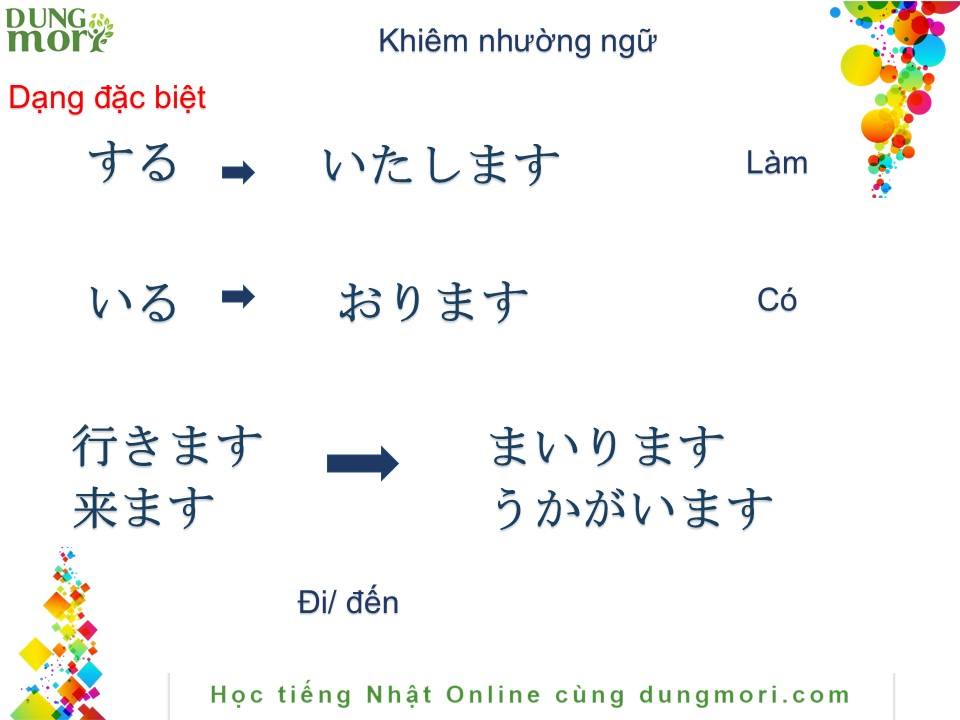 DUNG
mori
Khiêm nhường ngữ
Dạng đặc biệt
する いたします Làm
いる おります Có
行きます まいります
来ます うかがいます
Đi/ đến
Học tiếng Nhật Online cùng dungmori.com